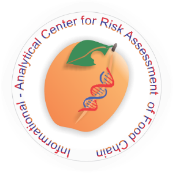 Informational - Analytical Center for Risk Assessment of Food Chain